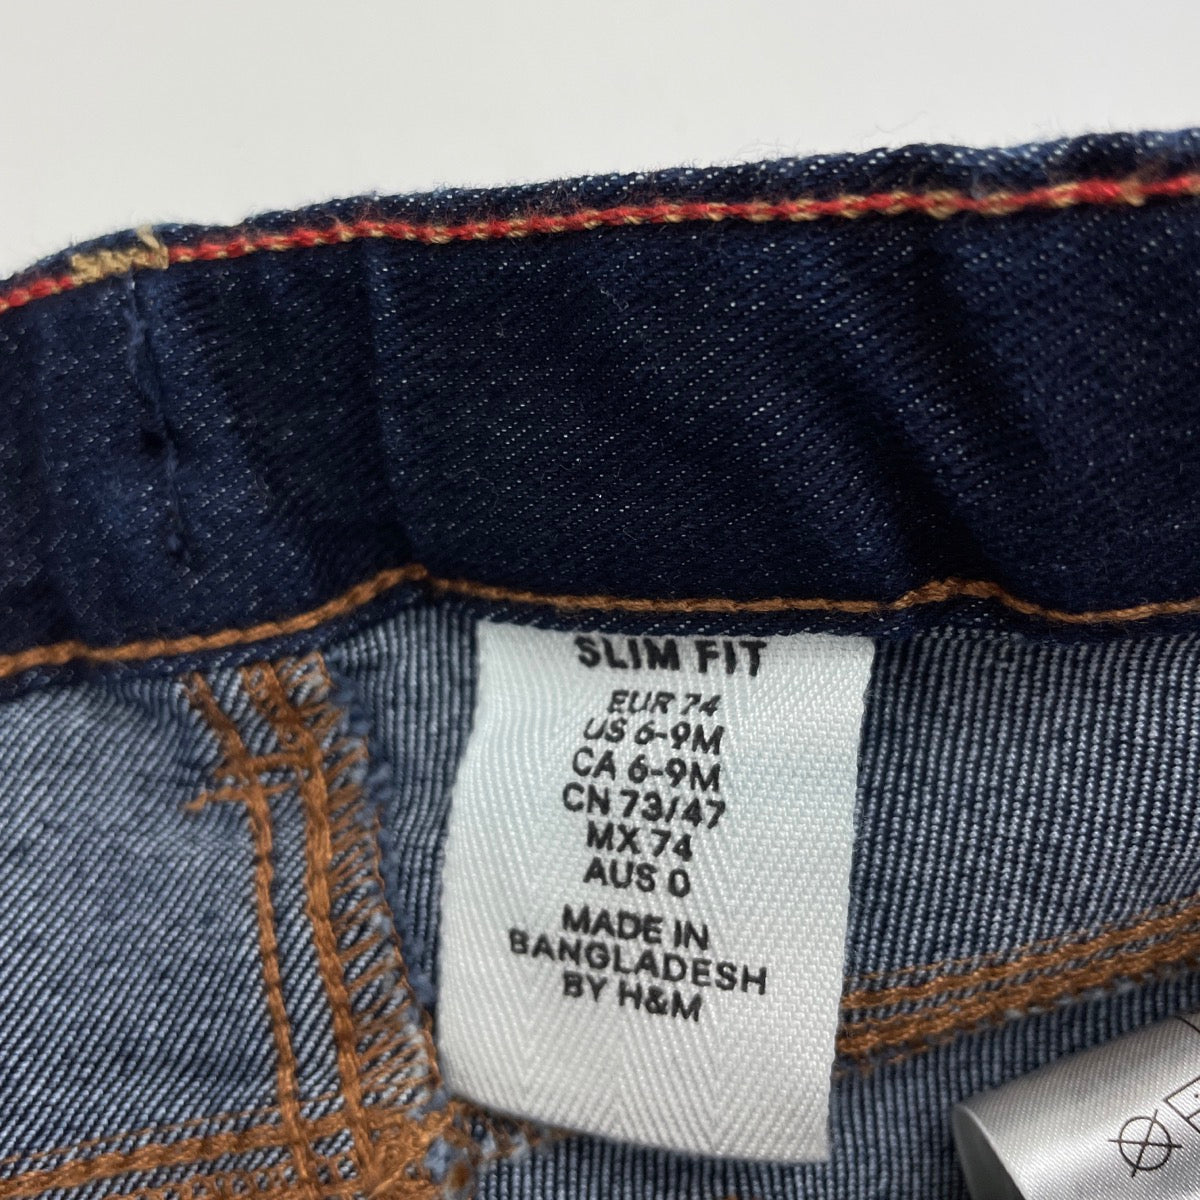 SLIM FIT
EUR 74
US 6-9M
CA 6-9M
CN 73/47
MX 74
AUS 0
MADE IN
BANGLADESH
BY H&M